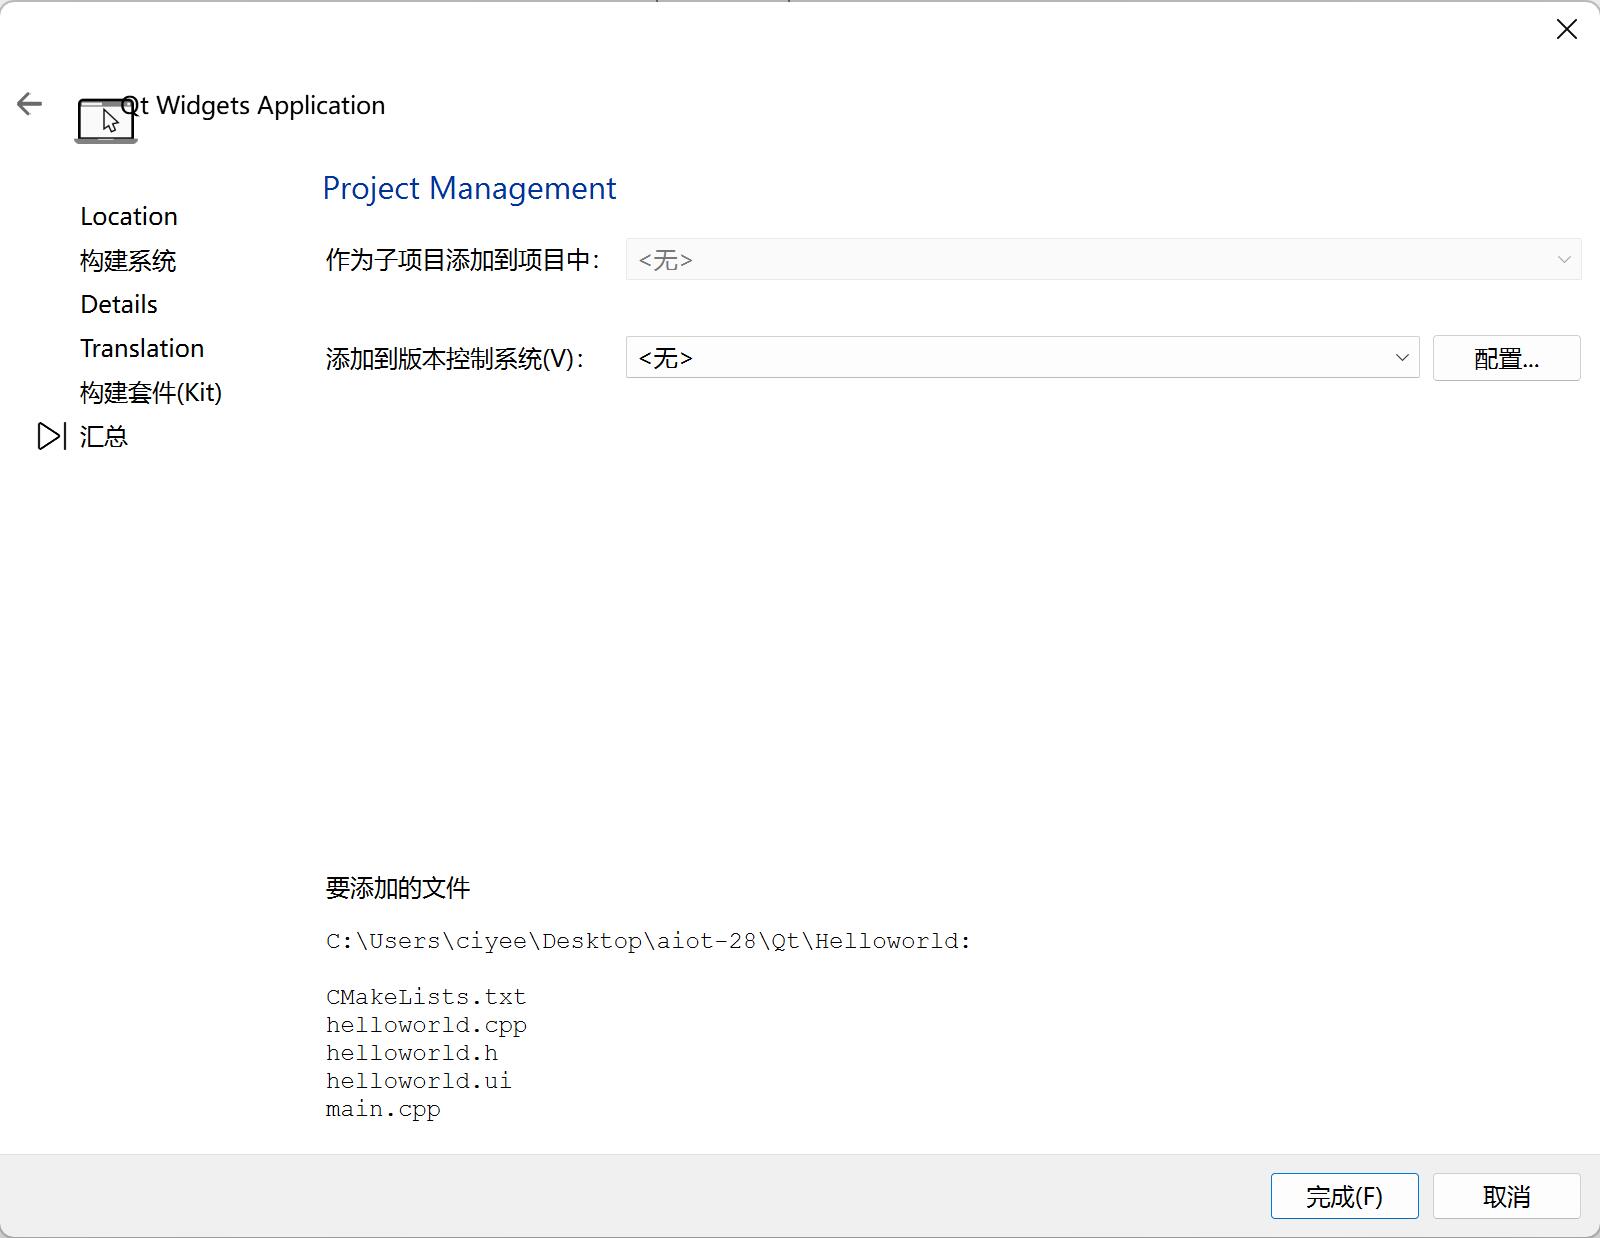 Qt Widgets Application
Project Management
Location
构建系统
Details
Translation
构建套件(Kit)
汇总
作为子项目添加到项目中： <无>
添加到版本控制系统(V)： <无> 配置...
要添加的文件
C:\Users\ciyee\Desktop\aiot-28\Qt\Helloworld:
CMakeLists.txt
helloworld.cpp
helloworld.h
helloworld.ui
main.cpp
完成(F) 取消